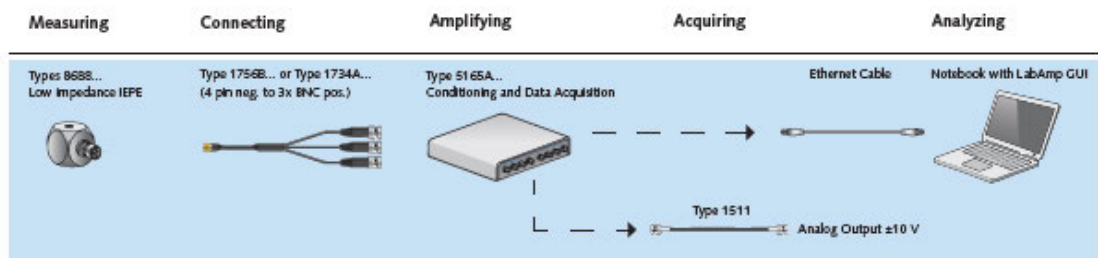 Measuring
Connecting
Amplifying
Acquiring
Analyzing
Types 8688...
Low Impedance IEPE
Type 1756B... or Type 1734A...
(4 pin neg. to 3x BNC pos.)
Type 5165A...
Conditioning and Data Acquisition
Ethernet Cable
Notebook with LabAmp GUI
Type 1511
Analog Output ±10 V